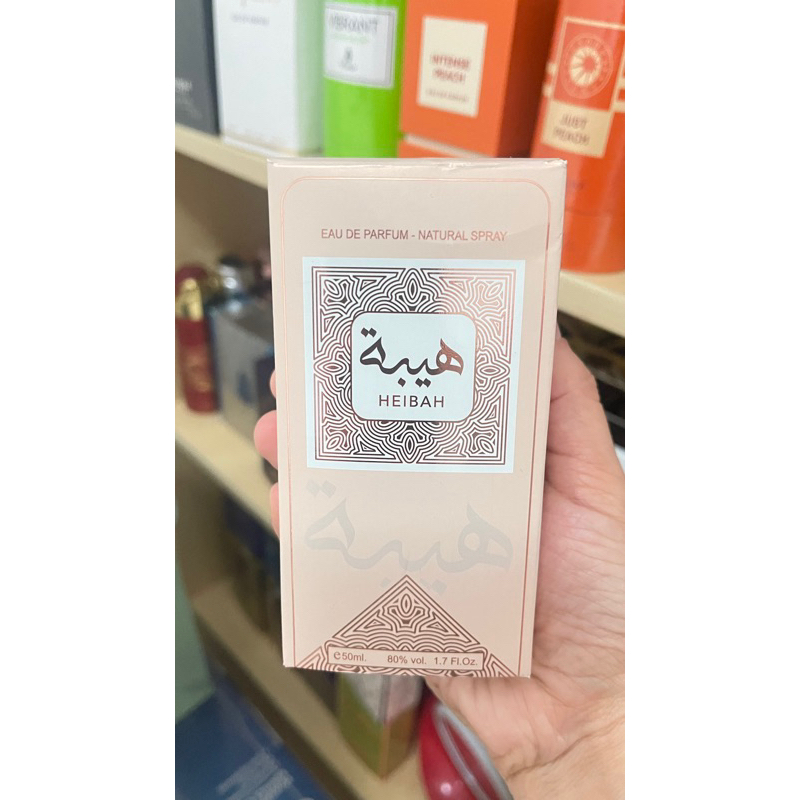 VIBRANT
INTENSE
PEACH
JUST
PEACH
EAU DE PARFUM - NATURAL SPRAY
هيبة
HEIBAH
هيبة
℮50ml. 80% vol. 1.7 Fl.Oz.